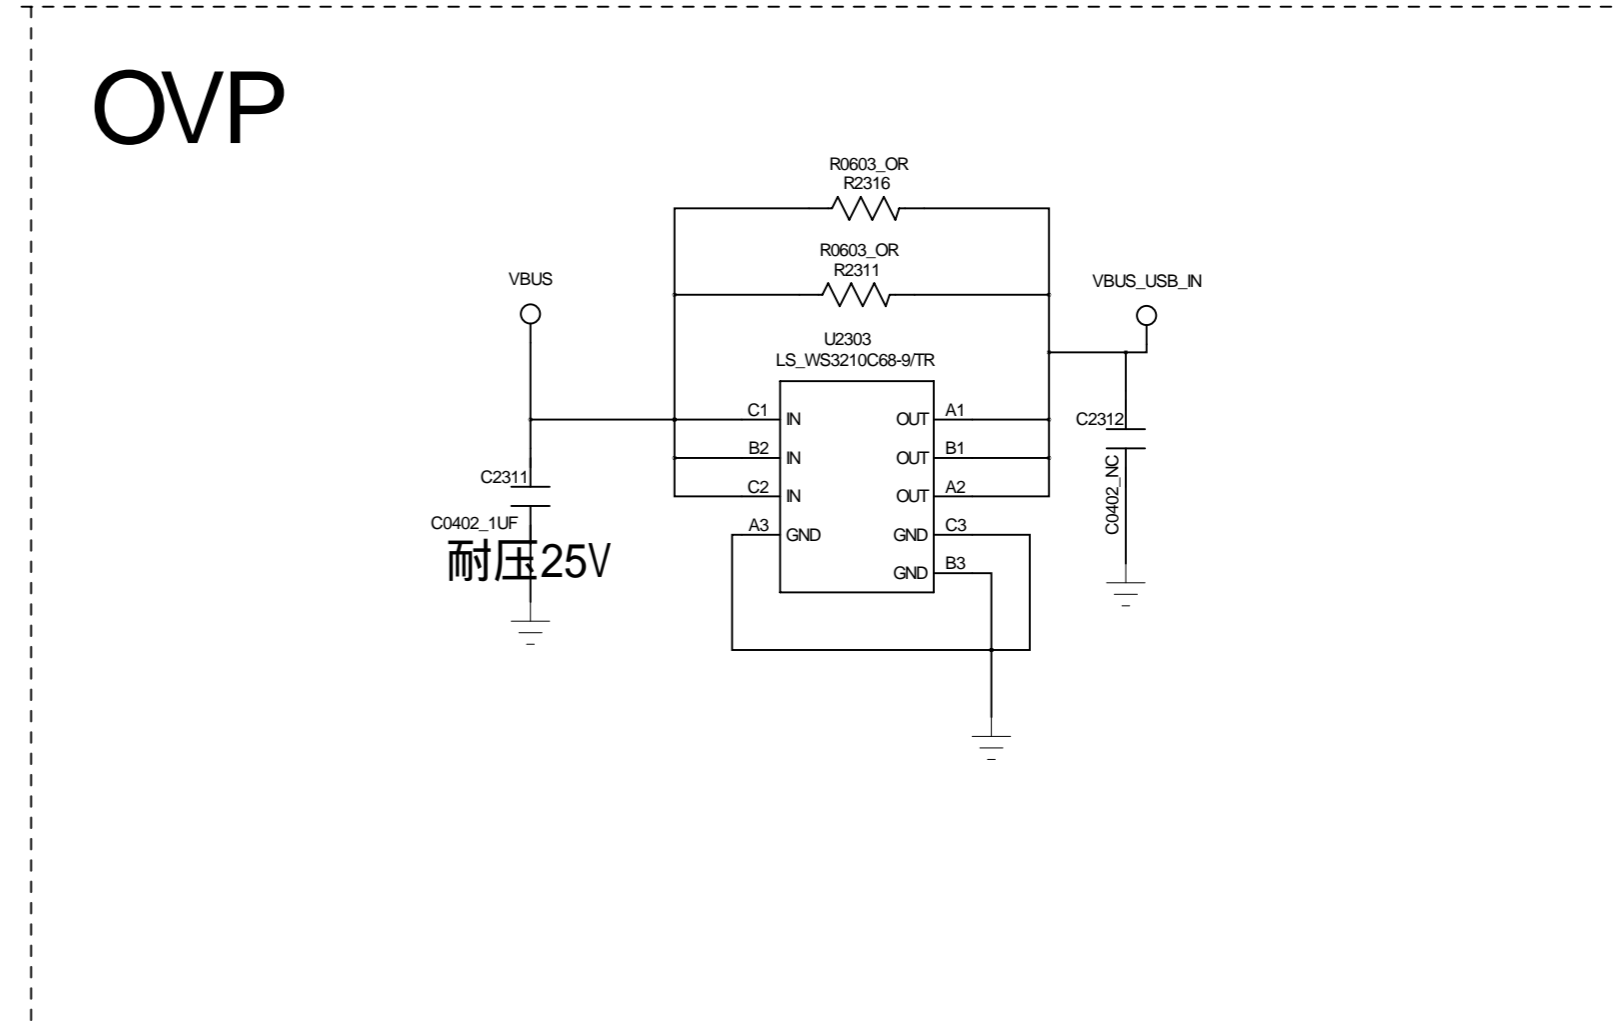 OVP
R0603_OR
R2316
R0603_OR
R2311
VBUS
VBUS_USB_IN
U2303
LS_WS3210C68-9/TR
C1 IN OUT A1
B2 IN OUT B1
C2 IN OUT A2
A3 GND GND C3
GND B3
C2311
C0402_1UF
耐压25V
C2312
C0402_NC